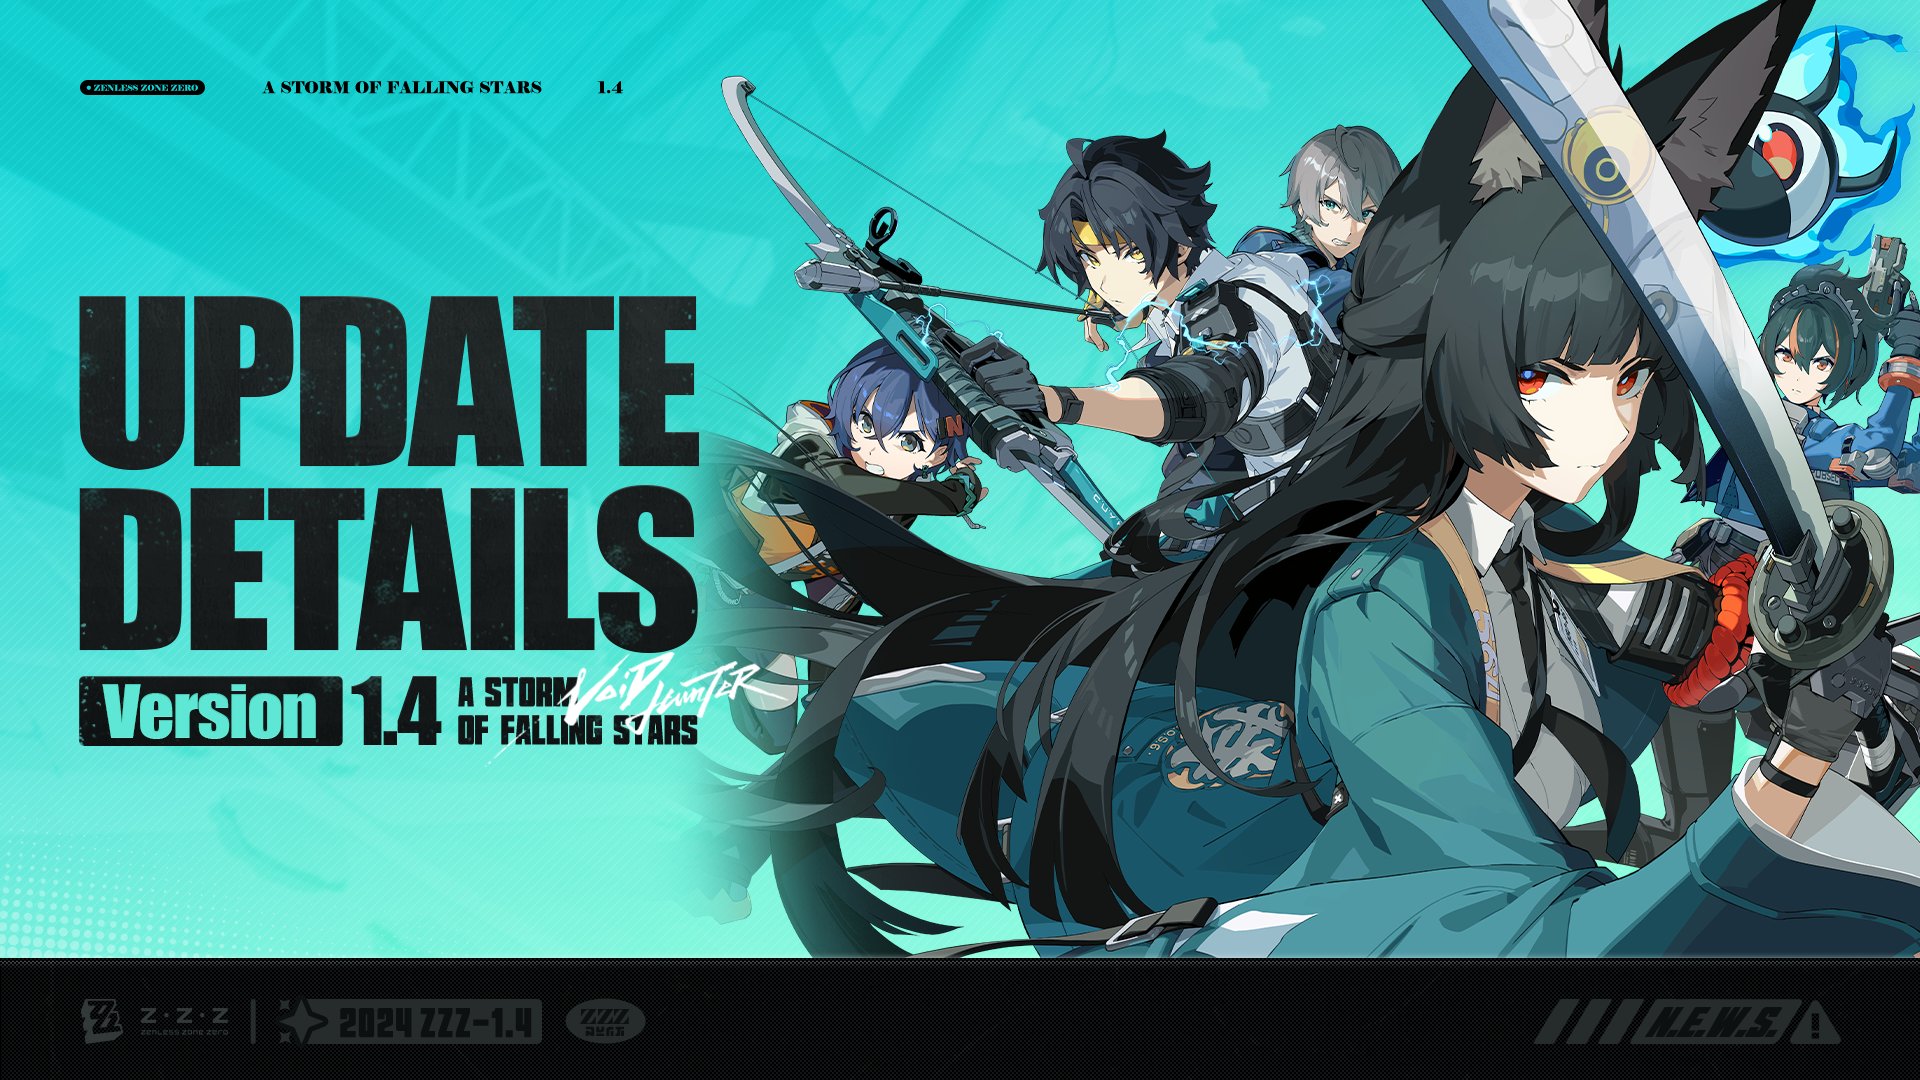 ZENLESS ZONE ZERO
A STORM OF FALLING STARS
1.4
UPDATE
DETAILS
Version 1.4
A STORM
OF FALLING STARS
VOID HUNTER
Z·Z·Z
ZENLESS ZONE ZERO
2024 ZZZ-1.4
ZZZ
N.E.W.S.
!